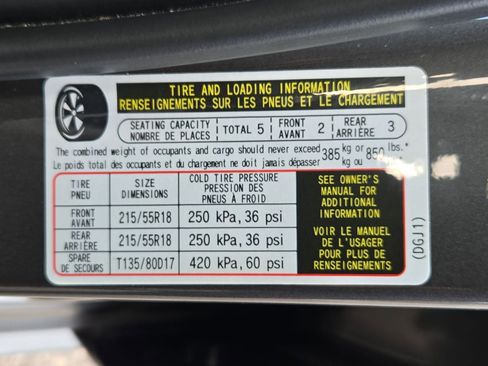 TIRE AND LOADING INFORMATION
RENSEIGNEMENTS SUR LES PNEUS ET LE CHARGEMENT
SEATING CAPACITY
NOMBRE DE PLACES
TOTAL 5
FRONT
AVANT 2
REAR
ARRIÈRE 3
The combined weight of occupants and cargo should never exceed 385 kg or 850 lbs.*
Le poids total des occupants et du chargement ne doit jamais dépasser 385 kg ou 850 lbs.*
TIRE
PNEU
SIZE
DIMENSIONS
COLD TIRE PRESSURE
PRESSION DES
PNEUS À FROID
FRONT
AVANT
215/55R18
250 kPa, 36 psi
REAR
ARRIÈRE
215/55R18
250 kPa, 36 psi
SPARE
DE SECOURS
T135/80D17
420 kPa, 60 psi
SEE OWNER'S
MANUAL FOR
ADDITIONAL
INFORMATION
VOIR LE MANUEL
DE L'USAGER
POUR PLUS DE
RENSEIGNEMENTS
(DGJ1)